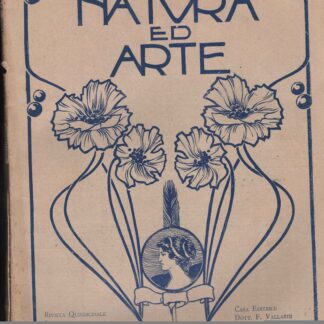 NATVRA
ED
ARTE
RIVISTA QUINDICINALE
CASA EDITRICE
DOTT. F. VALLARDI